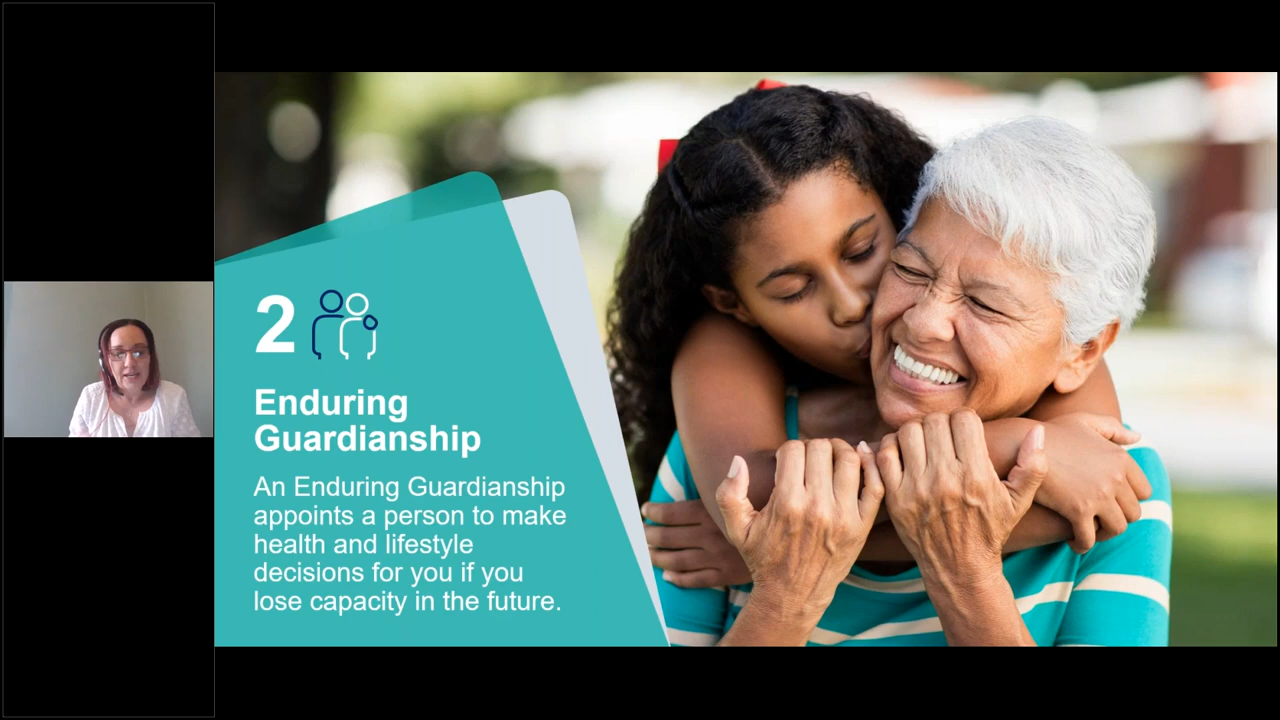 2
Enduring
Guardianship
An Enduring Guardianship
appoints a person to make
health and lifestyle
decisions for you if you
lose capacity in the future.